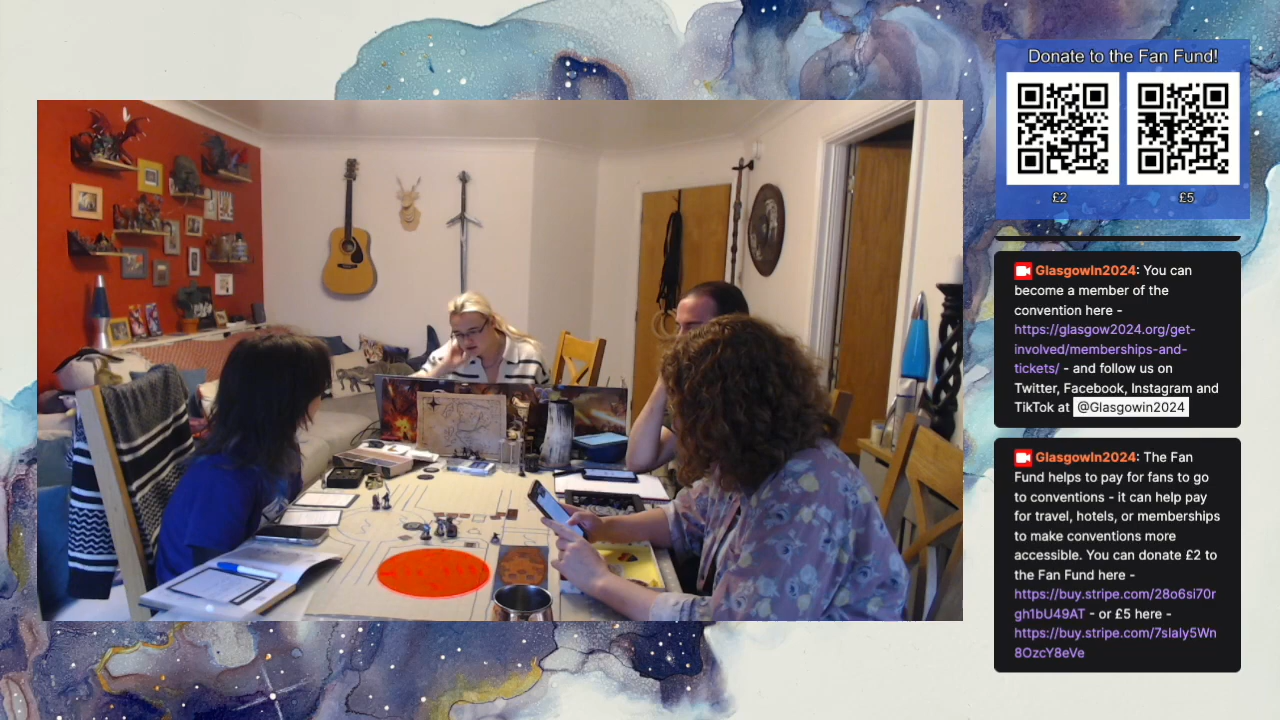 Donate to the Fan Fund!
£2
£5
GlasgowIn2024: You can
become a member of the
convention here -
https://glasgow2024.org/get-
involved/memberships-and-
tickets/ - and follow us on
Twitter, Facebook, Instagram and
TikTok at @Glasgowin2024
GlasgowIn2024: The Fan
Fund helps to pay for fans to go
to conventions - it can help pay
for travel, hotels, or memberships
to make conventions more
accessible. You can donate £2 to
the Fan Fund here -
https://buy.stripe.com/28o6si70r
gh1bU49AT - or £5 here -
https://buy.stripe.com/7sIaIy5Wn
8OzcY8eVe